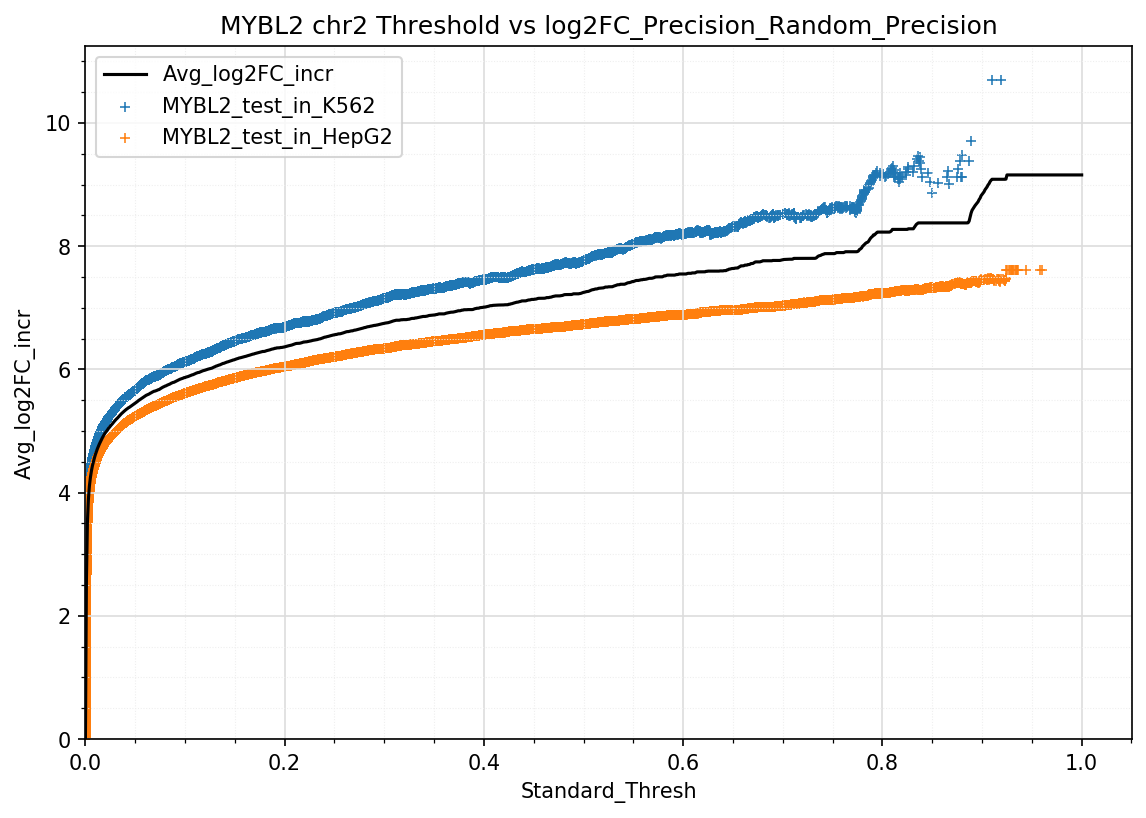 MYBL2 chr2 Threshold vs log2FC_Precision_Random_Precision
Avg_log2FC_incr
MYBL2_test_in_K562
MYBL2_test_in_HepG2
Avg_log2FC_incr
10
8
6
4
2
0
0.0 0.2 0.4 0.6 0.8 1.0
Standard_Thresh